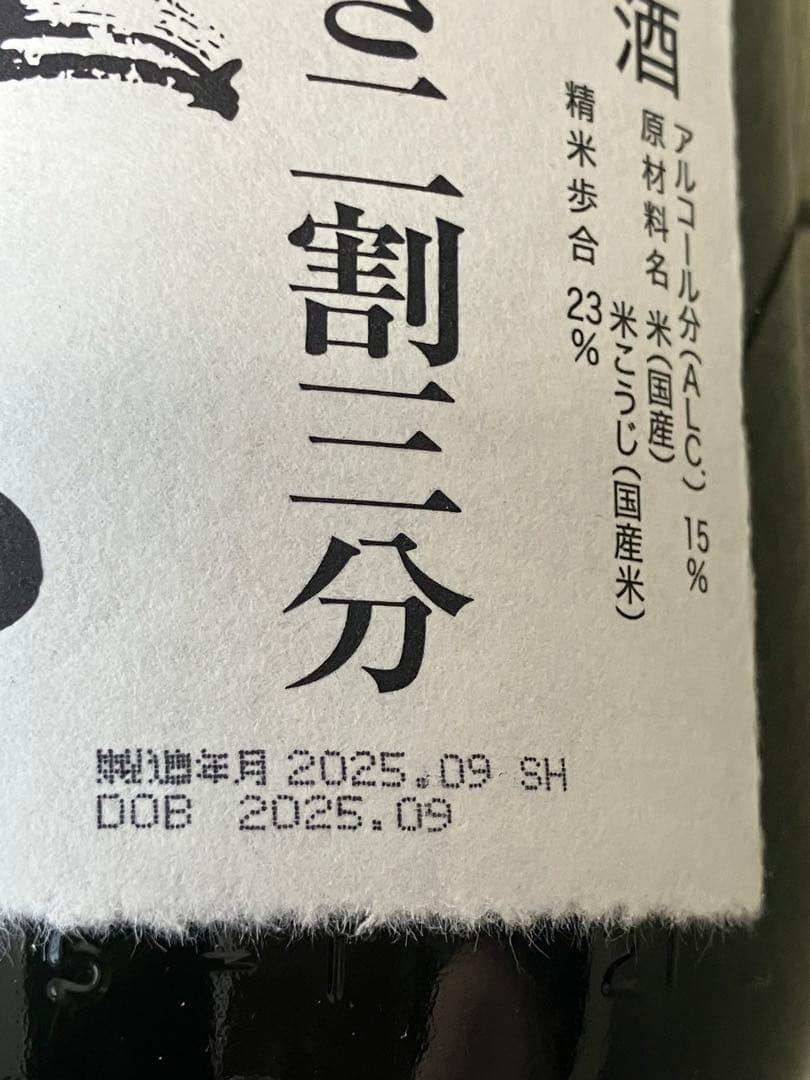 酒
アルコール分(ALC.) 15%
原材料名 米(国産)
米こうじ(国産米)
精米歩合 23%
二割三分
製造年月 2025.09 SH
DOB 2025.09